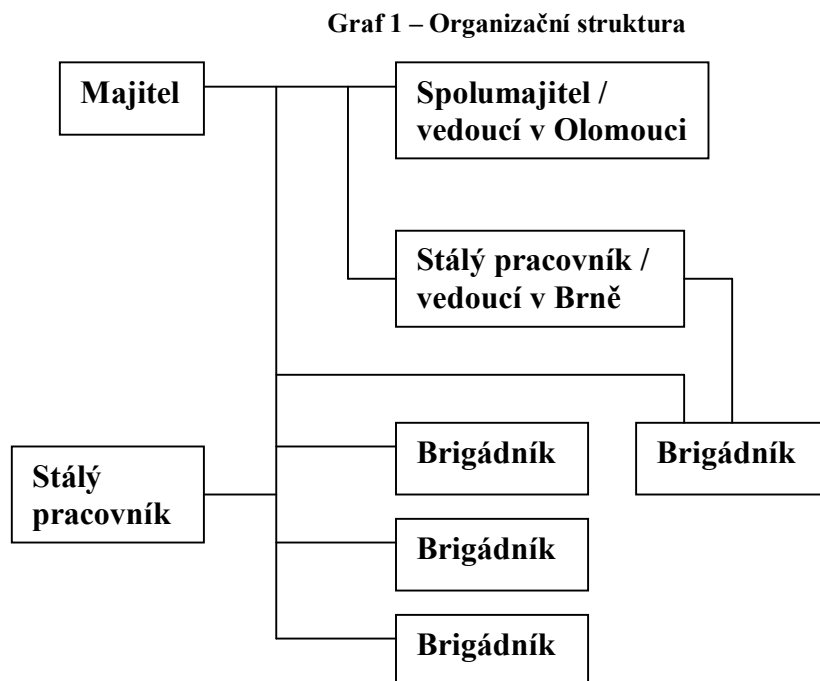 Graf 1 – Organizační struktura
Majitel
Spolumajitel /
vedoucí v Olomouci
Stálý pracovník /
vedoucí v Brně
Brigádník
Brigádník
Stálý
pracovník
Brigádník
Brigádník